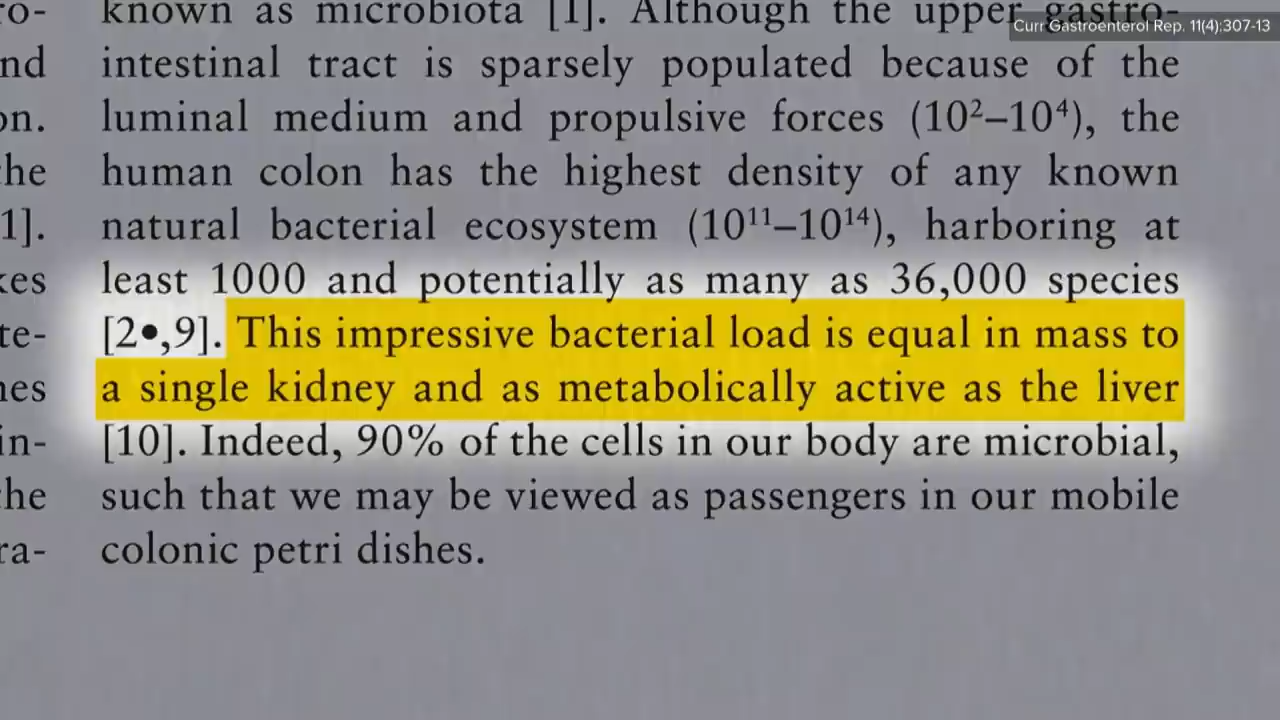 known as microbiota [1]. Although the upper gastro-
Curr Gastroenterol Rep. 11(4):307-13
intestinal tract is sparsely populated because of the
luminal medium and propulsive forces (10²–10⁴), the
human colon has the highest density of any known
natural bacterial ecosystem (10¹¹–10¹⁴), harboring at
least 1000 and potentially as many as 36,000 species
[2•,9]. This impressive bacterial load is equal in mass to
a single kidney and as metabolically active as the liver
[10]. Indeed, 90% of the cells in our body are microbial,
such that we may be viewed as passengers in our mobile
colonic petri dishes.